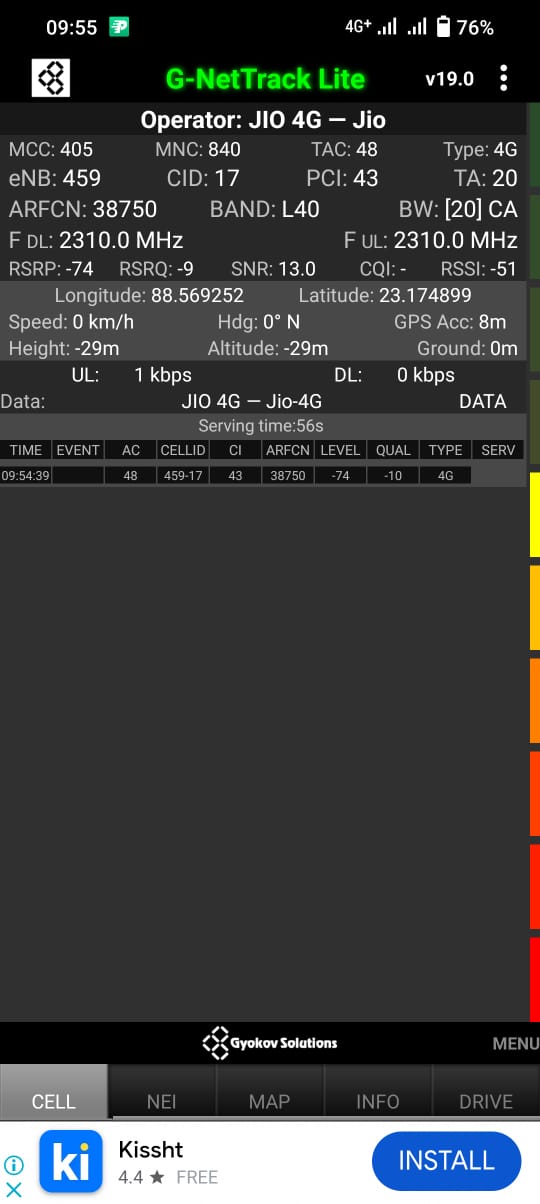 09:55 4G+ 76%
G-NetTrack Lite v19.0
Operator: JIO 4G — Jio
MCC: 405 MNC: 840 TAC: 48 Type: 4G
eNB: 459 CID: 17 PCI: 43 TA: 20
ARFCN: 38750 BAND: L40 BW: [20] CA
F DL: 2310.0 MHz F UL: 2310.0 MHz
RSRP: -74 RSRQ: -9 SNR: 13.0 CQI: - RSSI: -51
Longitude: 88.569252 Latitude: 23.174899
Speed: 0 km/h Hdg: 0° N GPS Acc: 8m
Height: -29m Altitude: -29m Ground: 0m
UL: 1 kbps DL: 0 kbps
Data: JIO 4G — Jio-4G DATA
Serving time:56s
TIME EVENT AC CELLID CI ARFCN LEVEL QUAL TYPE SERV
09:54:39 48 459-17 43 38750 -74 -10 4G
Gyokov Solutions MENU
CELL NEI MAP INFO DRIVE
ki Kissht
4.4 ★ FREE
INSTALL